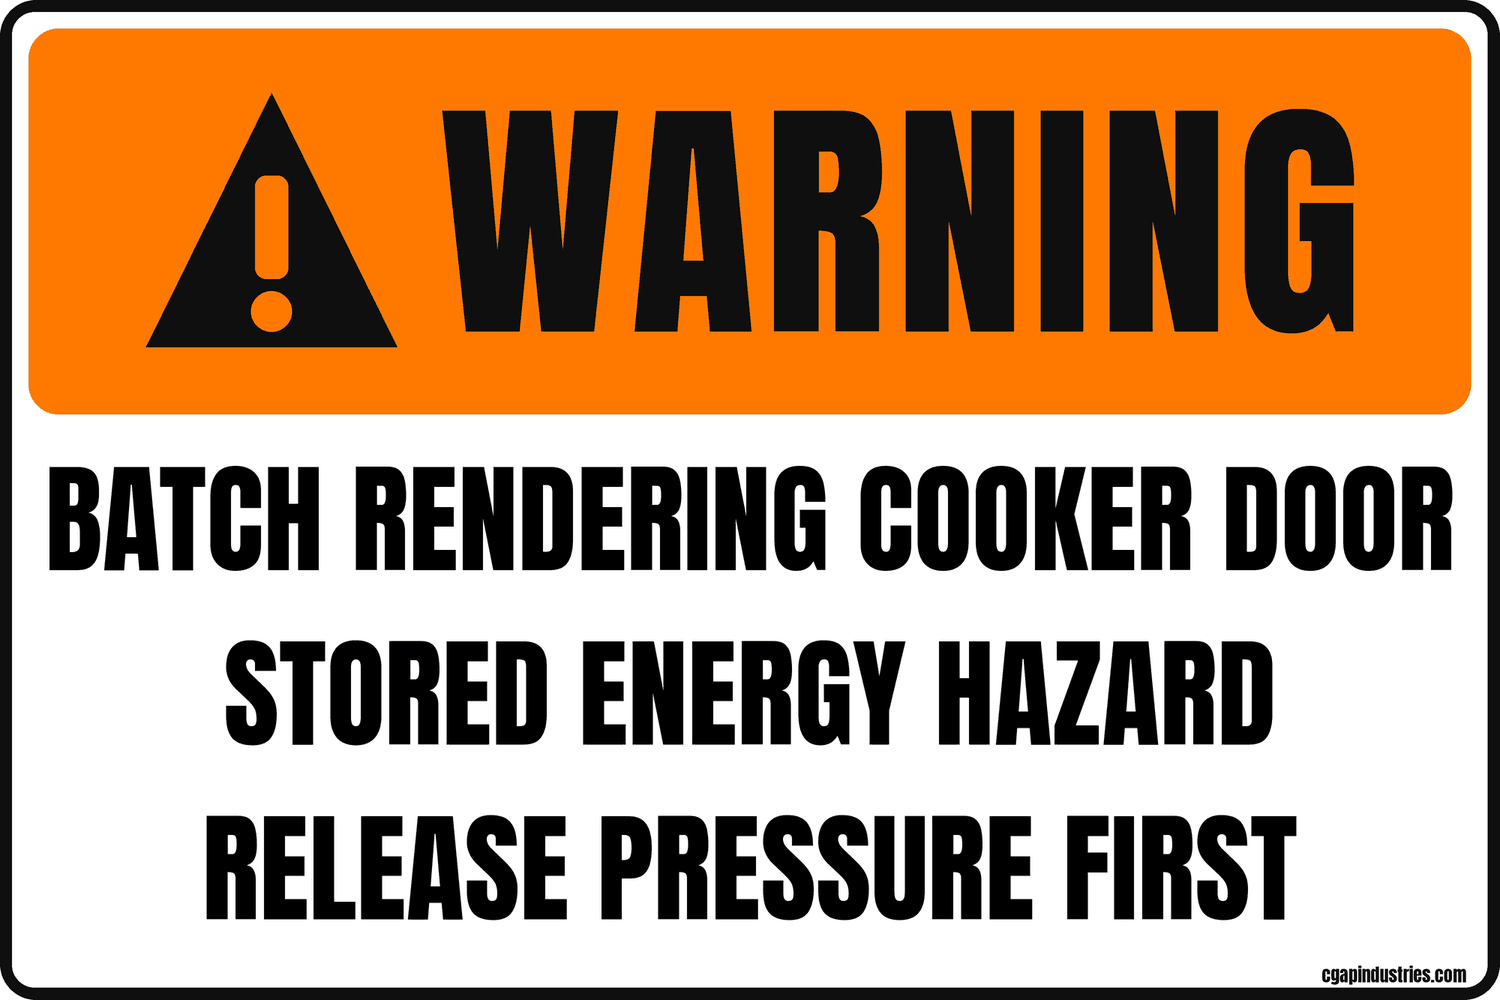 WARNING
BATCH RENDERING COOKER DOOR
STORED ENERGY HAZARD
RELEASE PRESSURE FIRST
cgapindustries.com